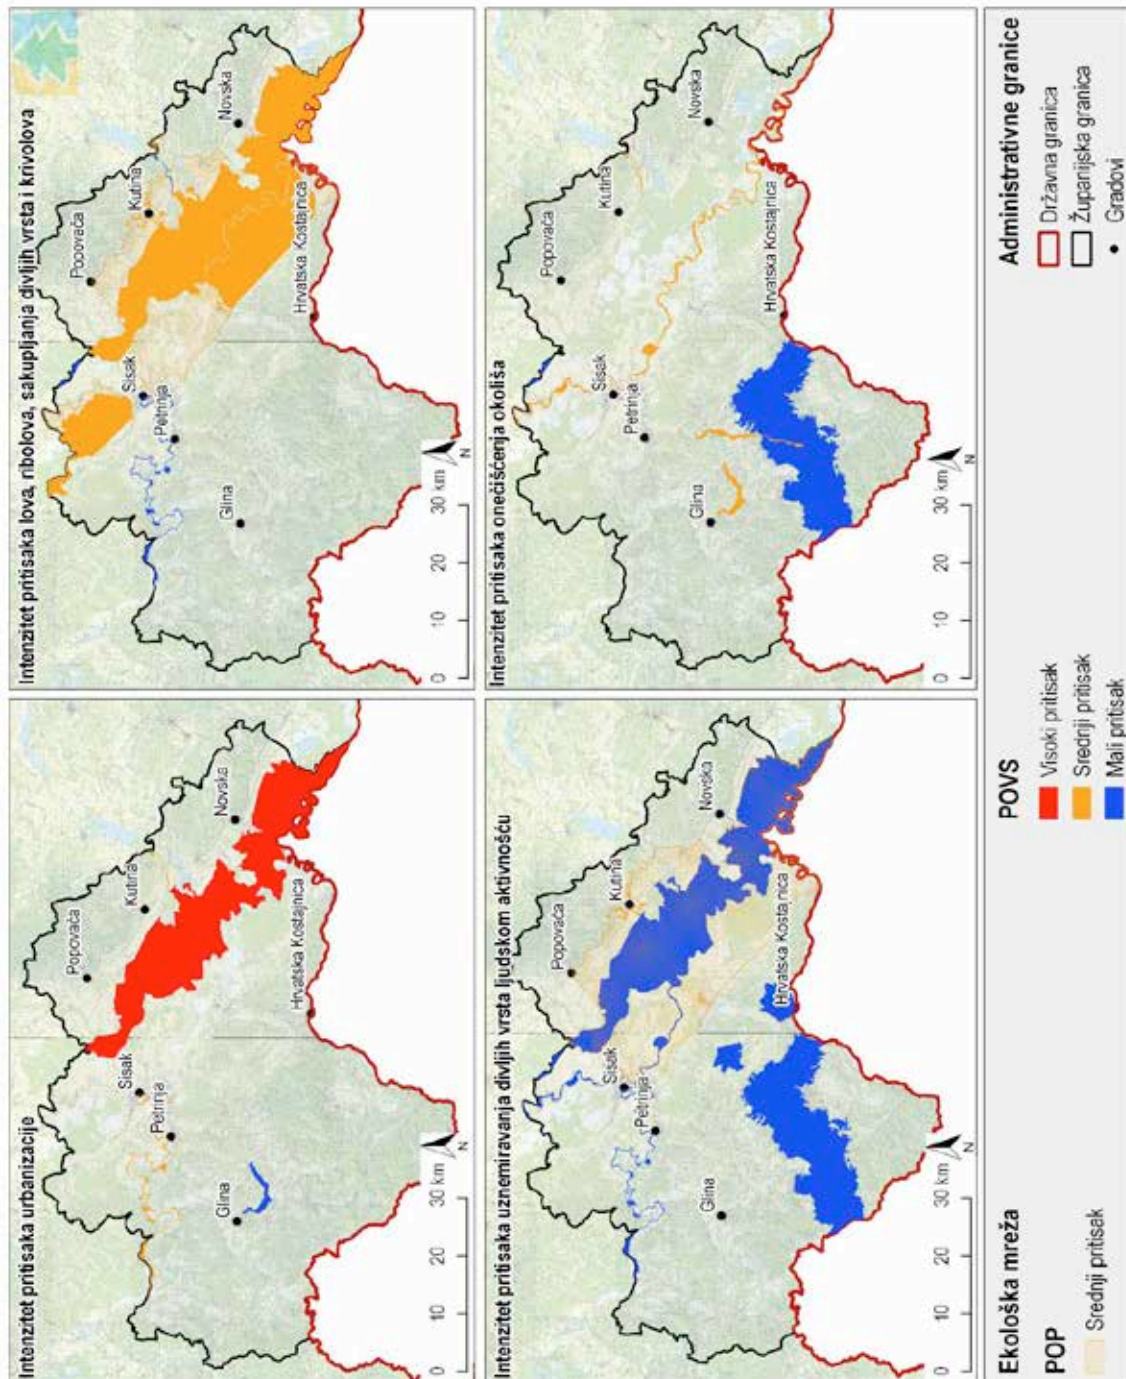 Intenzitet pritisaka urbanizacije
Popovača
Kutina
Novska
Sisak
Petrinja
Glina
Hrvatska Kostajnica
0 10 20 30 km
N
Intenzitet pritisaka lova, ribolova, sakupljanja divljih vrsta i krivolova
Popovača
Kutina
Novska
Sisak
Petrinja
Glina
Hrvatska Kostajnica
0 10 20 30 km
N
Intenzitet pritisaka uznemiravanja divljih vrsta ljudskom aktivnošću
Popovača
Kutina
Novska
Sisak
Petrinja
Glina
Hrvatska Kostajnica
0 10 20 30 km
N
Intenzitet pritisaka onečišćenja okoliša
Popovača
Kutina
Novska
Sisak
Petrinja
Glina
Hrvatska Kostajnica
0 10 20 30 km
N
Ekološka mreža
POP
Srednji pritisak
POVS
Visoki pritisak
Srednji pritisak
Mali pritisak
Administrativne granice
Državna granica
Županijska granica
Gradovi